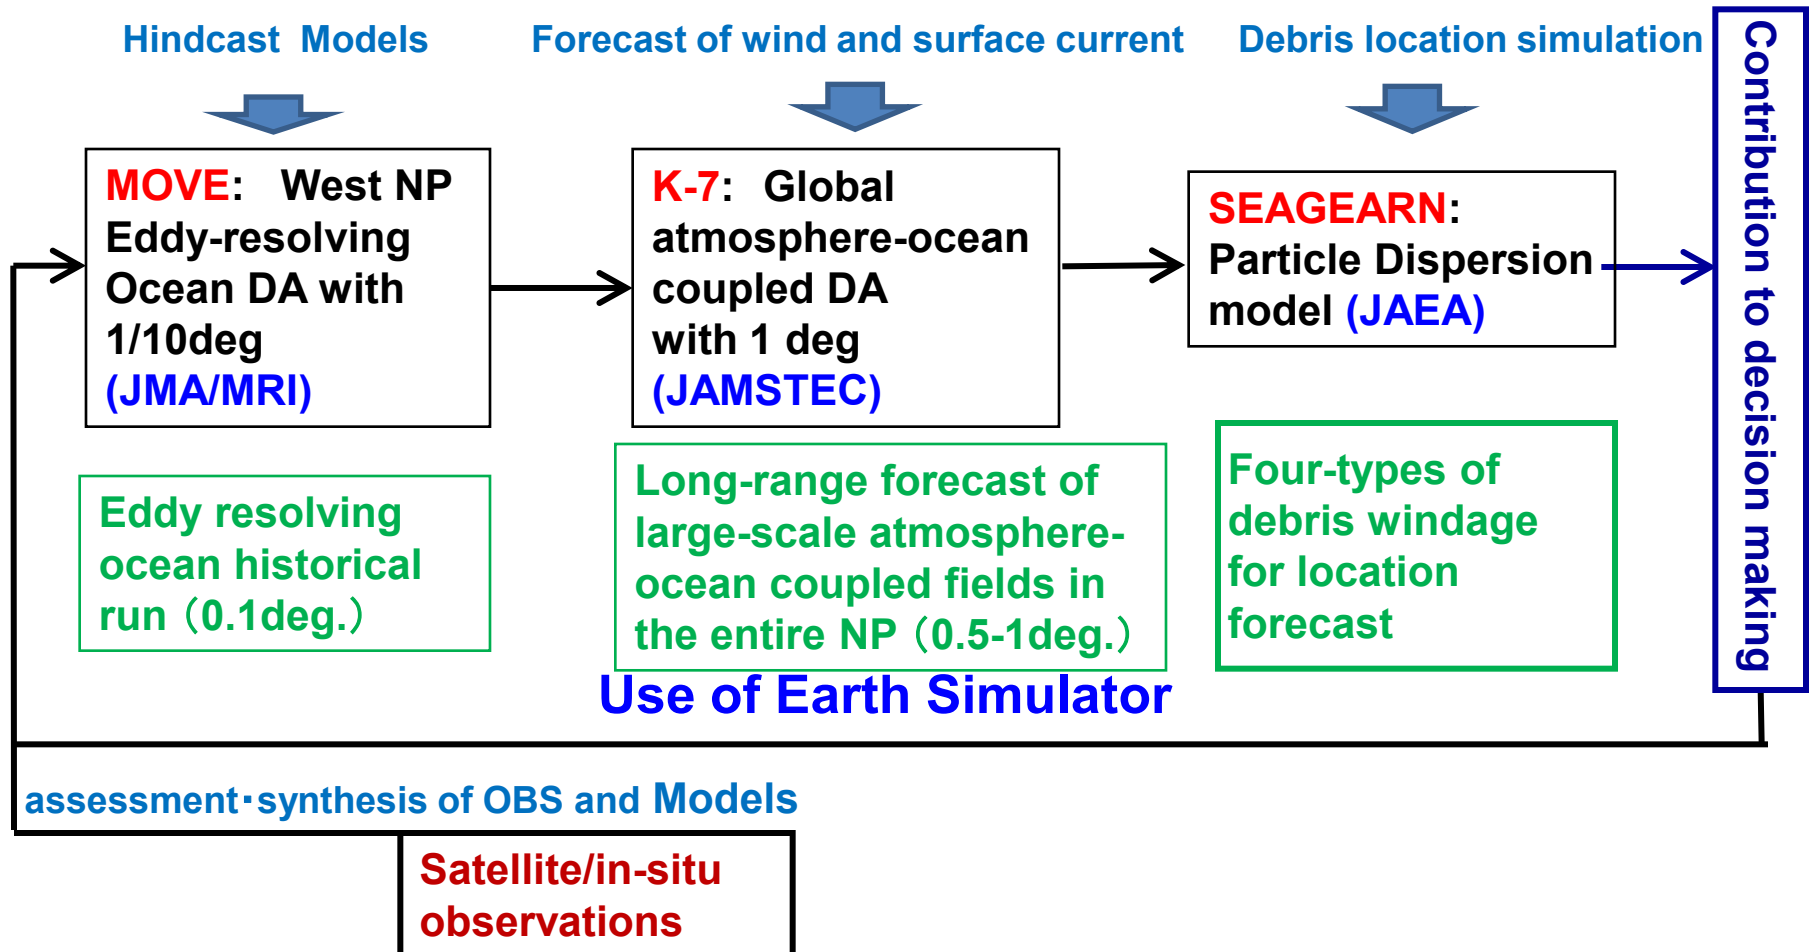 Hindcast Models
Forecast of wind and surface current
Debris location simulation
MOVE: West NP
Eddy-resolving
Ocean DA with
1/10deg
(JMA/MRI)
K-7: Global
atmosphere-ocean
coupled DA
with 1 deg
(JAMSTEC)
SEAGEARN:
Particle Dispersion
model (JAEA)
Contribution to decision making
Eddy resolving
ocean historical
run（0.1deg.）
Long-range forecast of
large-scale atmosphere-
ocean coupled fields in
the entire NP（0.5-1deg.）
Four-types of
debris windage
for location
forecast
Use of Earth Simulator
assessment・synthesis of OBS and Models
Satellite/in-situ
observations